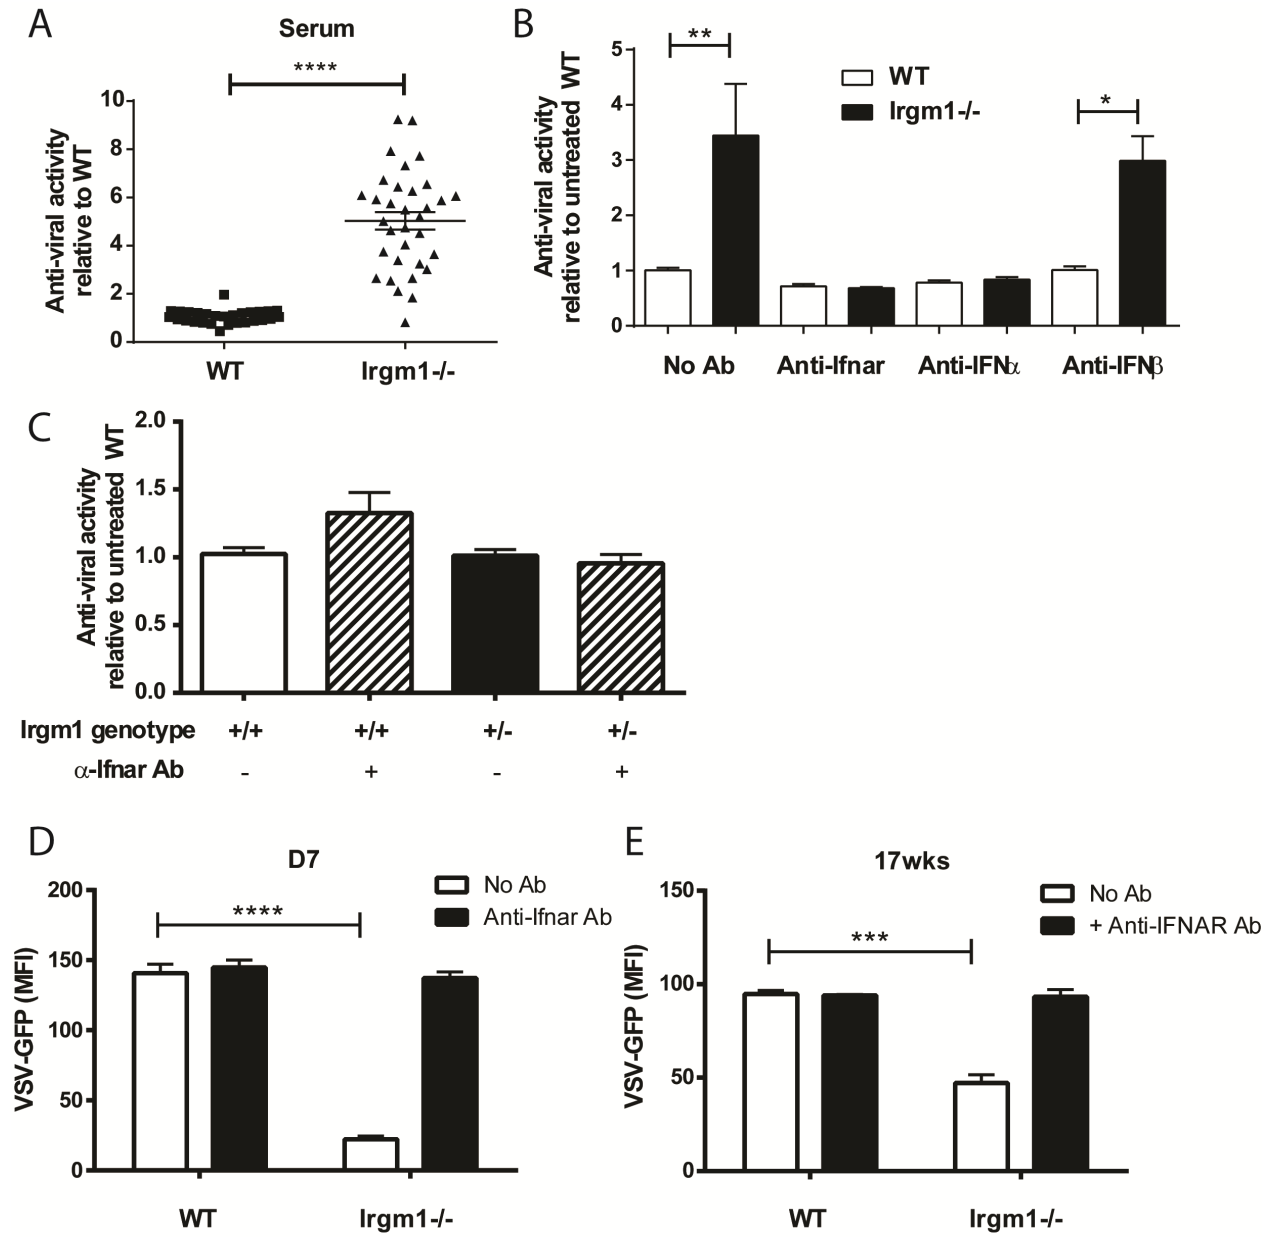 A
Serum
****
Anti-viral activity
relative to WT
10
8
6
4
2
0
WT
Irgm1-/-
B
Anti-viral activity
relative to untreated WT
5
4
3
2
1
0
**
*
WT
Irgm1-/-
No Ab
Anti-Ifnar
Anti-IFNα
Anti-IFNβ
C
Anti-viral activity
relative to untreated WT
2.0
1.5
1.0
0.5
0.0
Irgm1 genotype +/+ +/+ +/- +/-
α-Ifnar Ab - + - +
D
D7
VSV-GFP (MFI)
200
150
100
50
0
****
No Ab
Anti-Ifnar Ab
WT
Irgm1-/-
E
17wks
VSV-GFP (MFI)
150
100
50
0
***
No Ab
+ Anti-IFNAR Ab
WT
Irgm1-/-